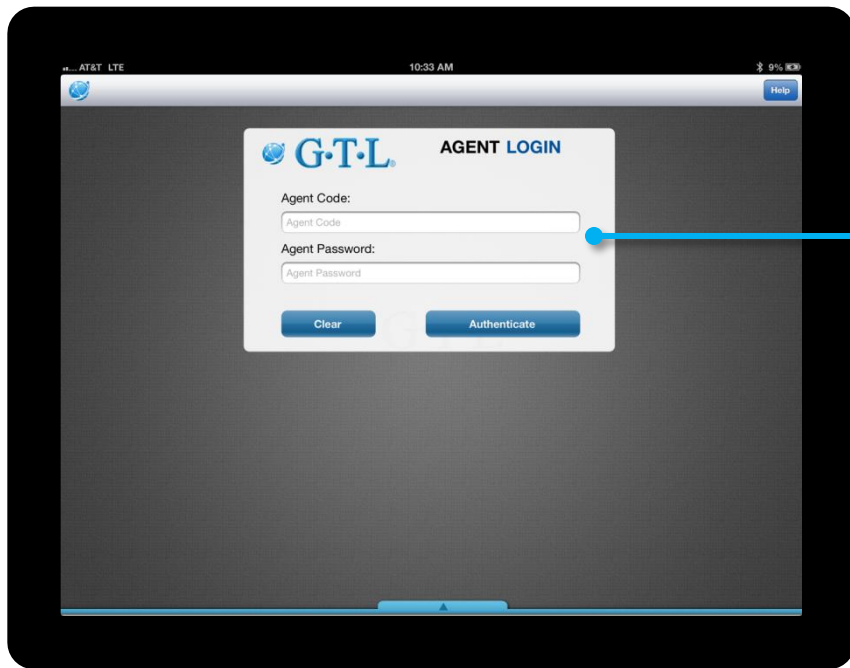 AT&T LTE
10:33 AM
9%
Help
G·T·L®
AGENT LOGIN
Agent Code:
Agent Code
Agent Password:
Agent Password
Clear
Authenticate